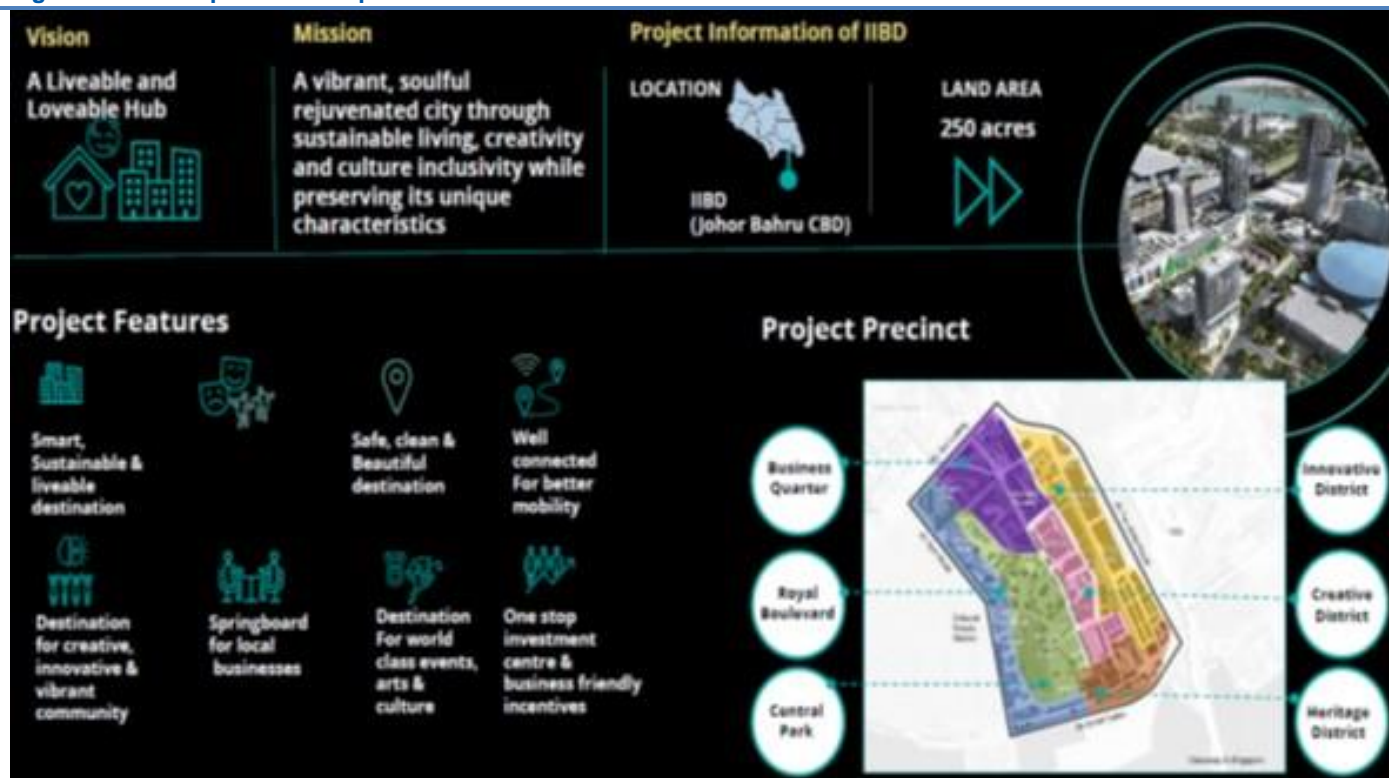 Vision
A Liveable and
Loveable Hub
Mission
A vibrant, soulful
rejuvenated city through
sustainable living, creativity
and culture inclusivity while
preserving its unique
characteristics
Project Information of IIBD
LOCATION
IIBD
(Johor Bahru CBD)
LAND AREA
250 acres
Project Features
Smart,
Sustainable &
liveable
destination
Safe, clean &
Beautiful
destination
Well
connected
For better
mobility
Destination
for creative,
innovative &
vibrant
community
Springboard
for local
businesses
Destination
For world
class events,
arts &
culture
One stop
investment
centre &
business friendly
incentives
Project Precinct
Business
Quarter
Royal
Boulevard
Central
Park
Innovative
District
Creative
District
Heritage
District